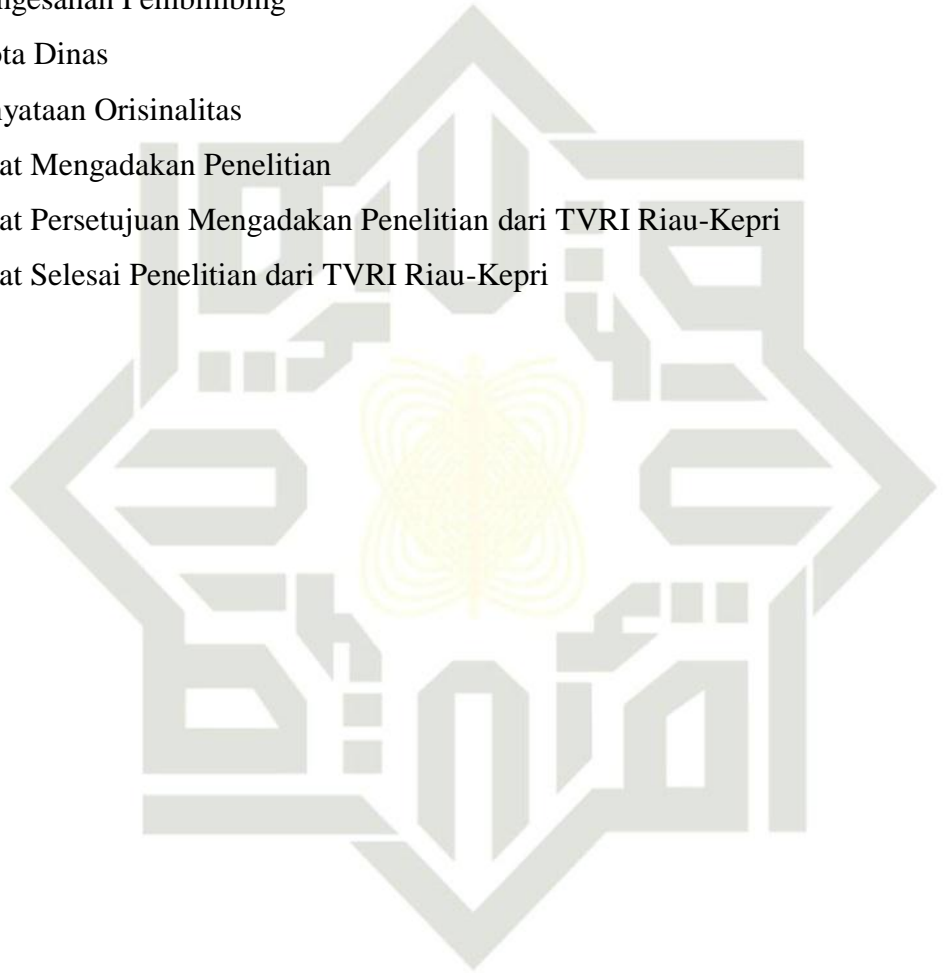 ngesahan Pembimbing
ota Dinas
nyataan Orisinalitas
at Mengadakan Penelitian
at Persetujuan Mengadakan Penelitian dari TVRI Riau-Kepri
at Selesai Penelitian dari TVRI Riau-Kepri